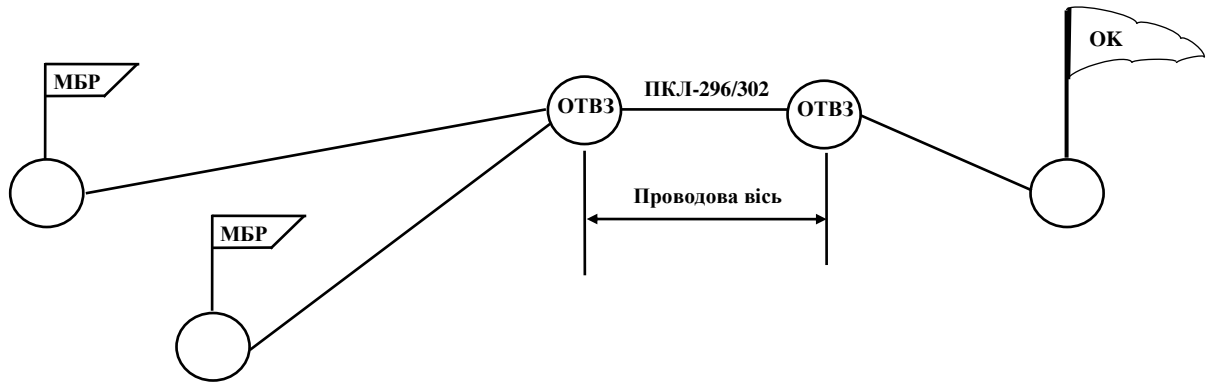 МБР
ОТВЗ
ПКЛ-296/302
ОТВЗ
ОК
Проводова вісь
МБР